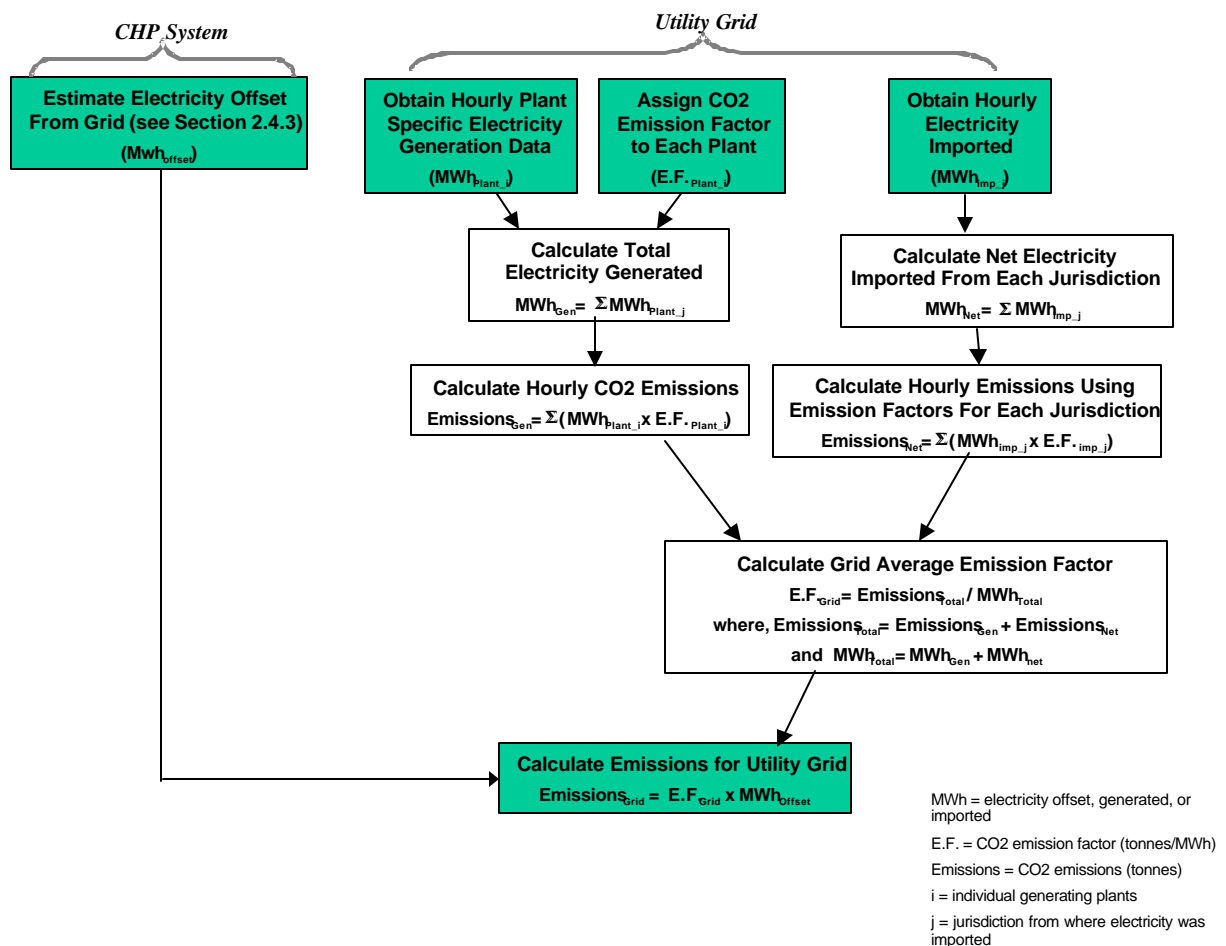 CHP System
Utility Grid
Estimate Electricity Offset
From Grid (see Section 2.4.3)
(Mwhoffset)
Obtain Hourly Plant
Specific Electricity
Generation Data
(MWhPlant_i)
Assign CO2
Emission Factor
to Each Plant
(E.F. Plant_i)
Obtain Hourly
Electricity
Imported
(MWhimp_j)
Calculate Total
Electricity Generated
MWhGen= ΣMWhPlant_j
Calculate Net Electricity
Imported From Each Jurisdiction
MWhNet= Σ MWhimp_j
Calculate Hourly CO2 Emissions
EmissionsGen= Σ(MWhPlant_i x E.F. Plant_i)
Calculate Hourly Emissions Using
Emission Factors For Each Jurisdiction
EmissionsNet= Σ(MWhimp_j x E.F. imp_j)
Calculate Grid Average Emission Factor
E.F.Grid= EmissionsTotal / MWhTotal
where, EmissionsTotal= EmissionsGen + EmissionsNet
and MWhTotal= MWhGen + MWhnet
Calculate Emissions for Utility Grid
EmissionsGrid = E.F.Grid x MWhOffset
MWh = electricity offset, generated, or
imported
E.F. = CO2 emission factor (tonnes/MWh)
Emissions = CO2 emissions (tonnes)
i = individual generating plants
j = jurisdiction from where electricity was
imported